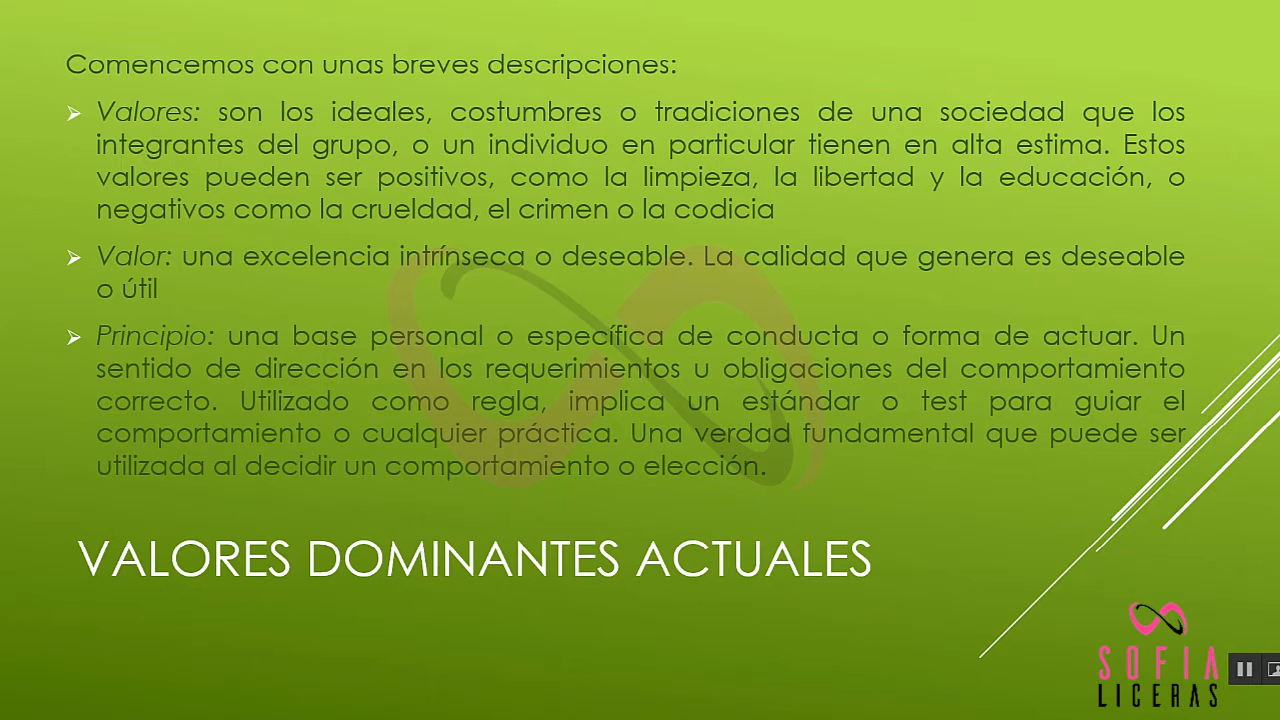 Comencemos con unas breves descripciones:
Valores: son los ideales, costumbres o tradiciones de una sociedad que los
integrantes del grupo, o un individuo en particular tienen en alta estima. Estos
valores pueden ser positivos, como la limpieza, la libertad y la educación, o
negativos como la crueldad, el crimen o la codicia
Valor: una excelencia intrínseca o deseable. La calidad que genera es deseable
o útil
Principio: una base personal o específica de conducta o forma de actuar. Un
sentido de dirección en los requerimientos u obligaciones del comportamiento
correcto. Utilizado como regla, implica un estándar o test para guiar el
comportamiento o cualquier práctica. Una verdad fundamental que puede ser
utilizada al decidir un comportamiento o elección.
VALORES DOMINANTES ACTUALES
SOFIA
LICERAS